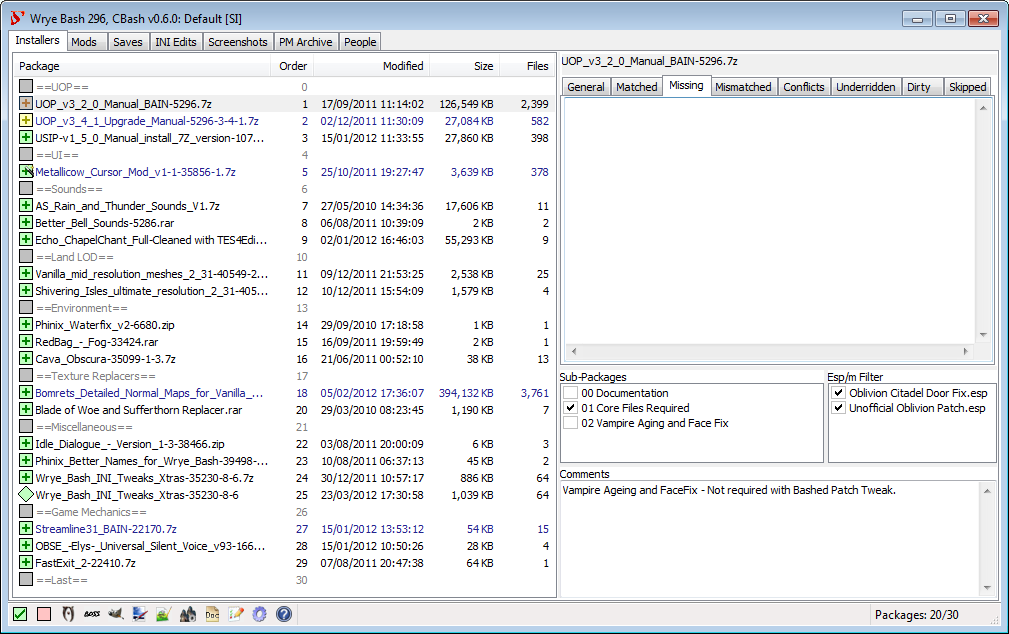 Wrye Bash 296, CBash v0.6.0: Default [SI]
Installers Mods Saves INI Edits Screenshots PM Archive People
Package Order Modified Size Files
==UOP== 0
UOP_v3_2_0_Manual_BAIN-5296.7z 1 17/09/2011 11:14:02 126,549 KB 2,399
UOP_v3_4_1_Upgrade_Manual-5296-3-4-1.7z 2 02/12/2011 11:30:09 27,084 KB 582
USIP-v1_5_0_Manual_install_7Z_version-107... 3 15/01/2012 11:33:55 27,860 KB 398
==UI== 4
Metallicow_Cursor_Mod_v1-1-35856-1.7z 5 25/10/2011 19:27:47 3,639 KB 378
==Sounds== 6
AS_Rain_and_Thunder_Sounds_V1.7z 7 27/05/2010 14:34:36 17,606 KB 11
Better_Bell_Sounds-5286.rar 8 06/08/2011 10:39:09 2 KB 2
Echo_ChapelChant_Full-Cleaned with TES4Edi... 9 02/01/2012 16:46:03 55,293 KB 9
==Land LOD== 10
Vanilla_mid_resolution_meshes_2_31-40549-2... 11 09/12/2011 21:53:25 2,538 KB 25
Shivering_Isles_ultimate_resolution_2_31-405... 12 10/12/2011 15:54:09 1,579 KB 4
==Environment== 13
Phinix_Waterfix_v2-6680.zip 14 29/09/2010 17:18:58 1 KB 1
RedBag_-_Fog-33424.rar 15 16/09/2011 19:59:49 2 KB 1
Cava_Obscura-35099-1-3.7z 16 21/06/2011 00:52:10 38 KB 13
==Texture Replacers== 17
Bomrets_Detailed_Normal_Maps_for_Vanilla_... 18 05/02/2012 17:36:07 394,132 KB 3,761
Blade of Woe and Sufferthorn Replacer.rar 20 29/03/2010 08:23:45 1,190 KB 7
==Miscellaneous== 21
Idle_Dialogue_-_Version_1-3-38466.zip 22 03/08/2011 20:00:09 6 KB 3
Phinix_Better_Names_for_Wrye_Bash-39498-... 23 10/08/2011 06:37:13 45 KB 2
Wrye_Bash_INI_Tweaks_Xtras-35230-8-6.7z 24 30/12/2011 10:57:17 886 KB 64
Wrye_Bash_INI_Tweaks_Xtras-35230-8-6 25 23/03/2012 17:30:58 1,039 KB 64
==Game Mechanics== 26
Streamline31_BAIN-22170.7z 27 15/01/2012 13:53:12 54 KB 15
OBSE_-Elys-_Universal_Silent_Voice_v93-166... 28 15/01/2012 10:50:26 28 KB 4
FastExit_2-22410.7z 29 07/08/2011 20:47:38 64 KB 1
==Last== 30
UOP_v3_2_0_Manual_BAIN-5296.7z
General Matched Missing Mismatched Conflicts Underridden Dirty Skipped
Sub-Packages
00 Documentation
01 Core Files Required
02 Vampire Aging and Face Fix
Esp/m Filter
Oblivion Citadel Door Fix.esp
Unofficial Oblivion Patch.esp
Comments
Vampire Ageing and FaceFix - Not required with Bashed Patch Tweak.
BOSS
Doc
Packages: 20/30